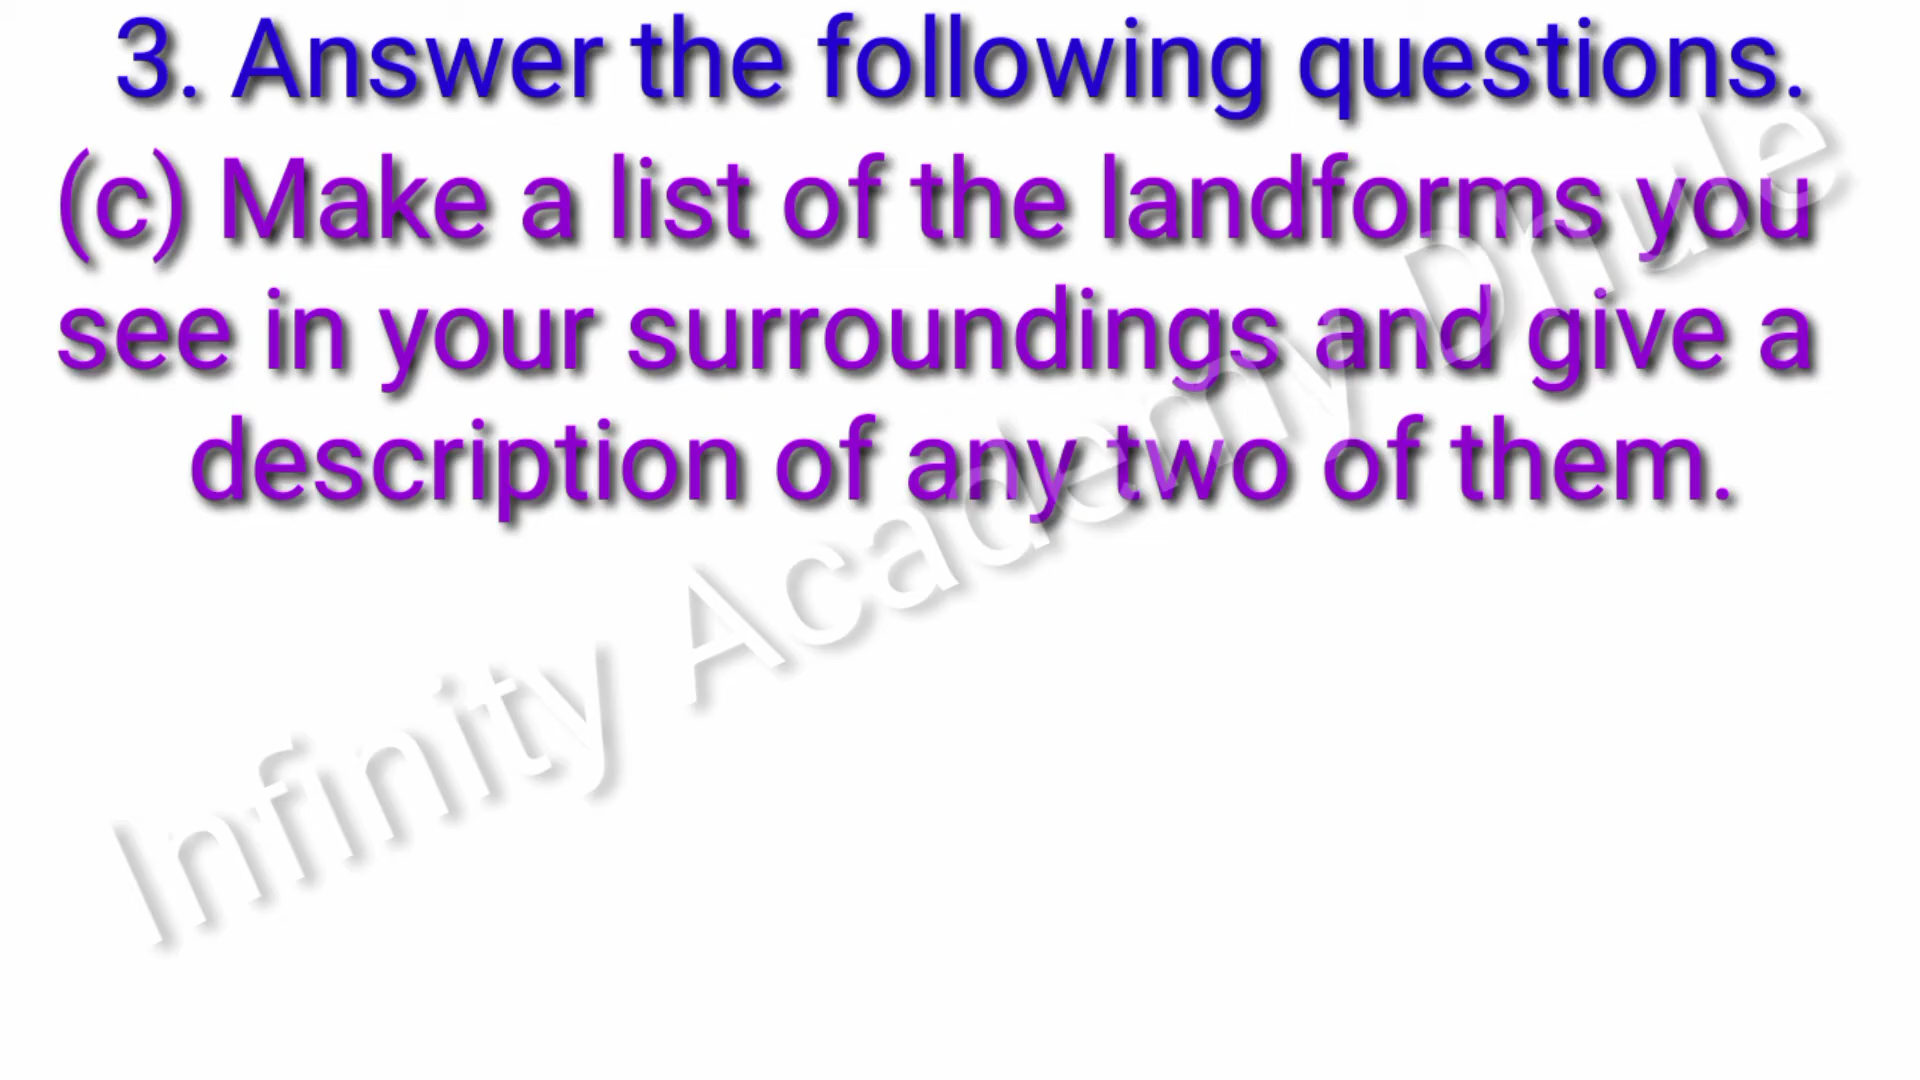 3. Answer the following questions.
(c) Make a list of the landforms you
see in your surroundings and give a
description of any two of them.
Infinity Academy Dhule